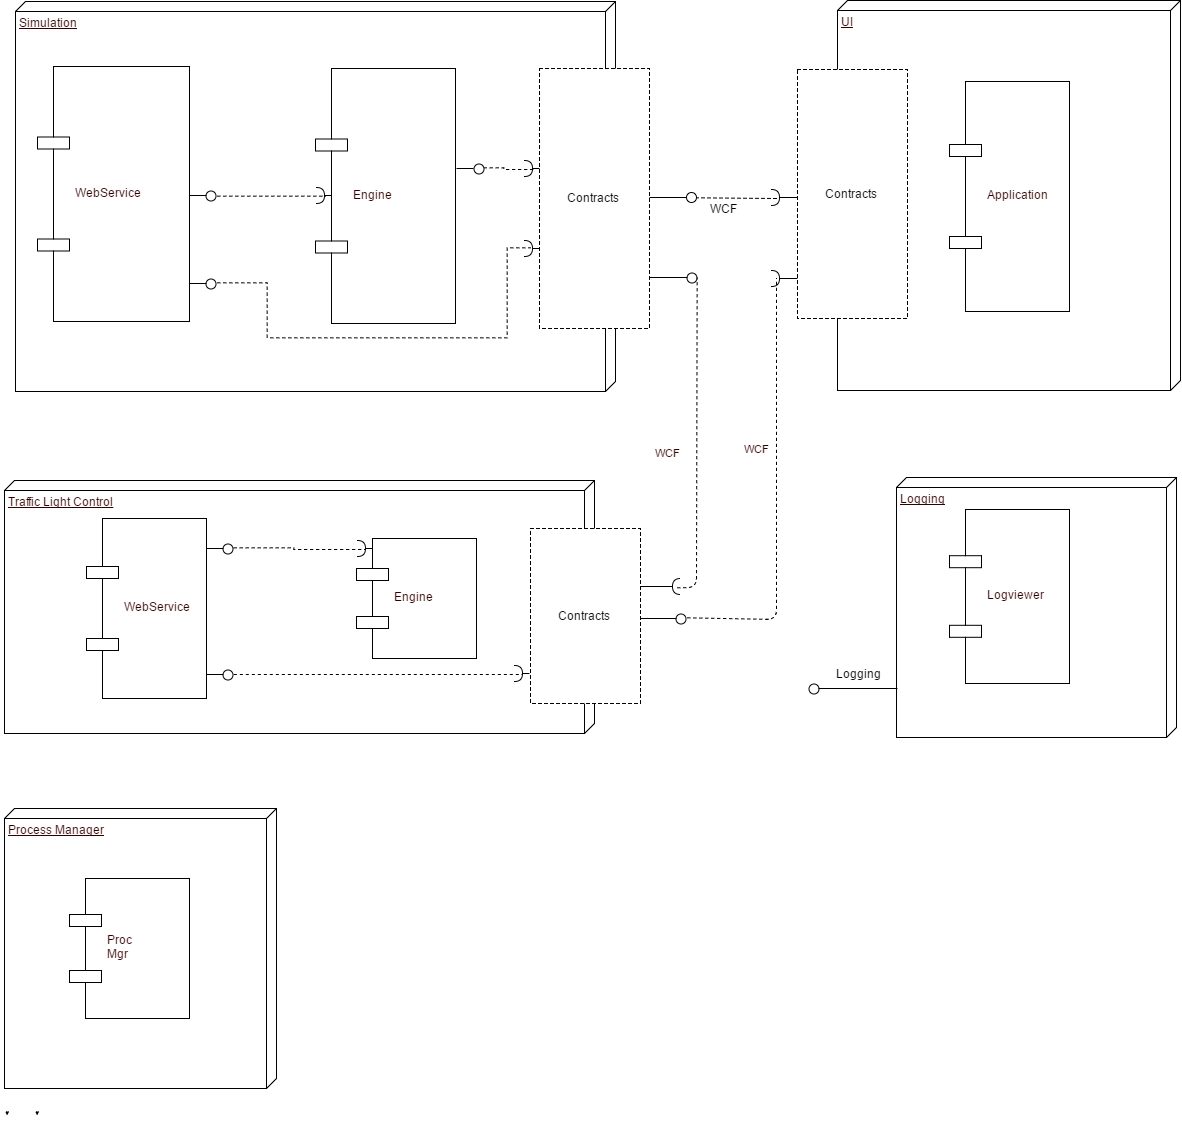 Simulation
UI
WebService
Engine
Contracts
WCF
Contracts
Application
WCF
WCF
Traffic Light Control
WebService
Engine
Contracts
Logging
Logviewer
Logging
Process Manager
Proc
Mgr